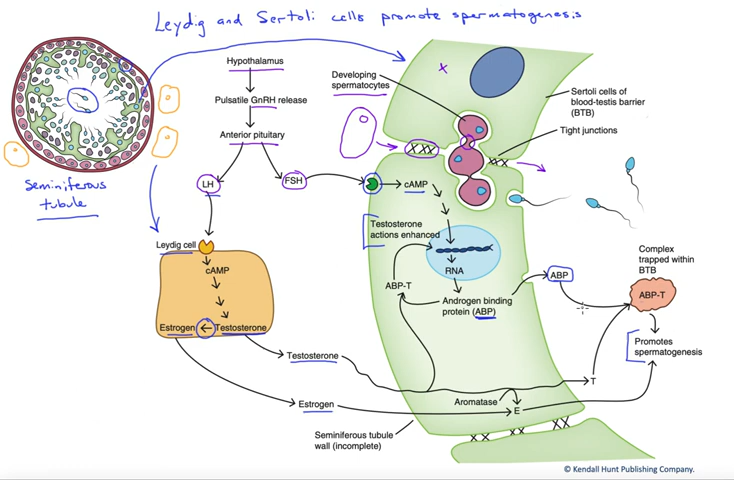 Leydig and Sertoli cells promote spermatogenesis
Hypothalamus
Pulsatile GnRH release
Anterior pituitary
LH
FSH
Seminiferous
tubule
Developing
spermatocytes
Sertoli cells of
blood-testis barrier
(BTB)
Tight junctions
cAMP
Testosterone
actions enhanced
RNA
ABP-T
Androgen binding
protein (ABP)
ABP
Complex
trapped within
BTB
ABP-T
Promotes
spermatogenesis
Leydig cell
cAMP
Estrogen
Testosterone
Testosterone
Estrogen
Aromatase
E
T
Seminiferous tubule
wall (incomplete)
© Kendall Hunt Publishing Company.